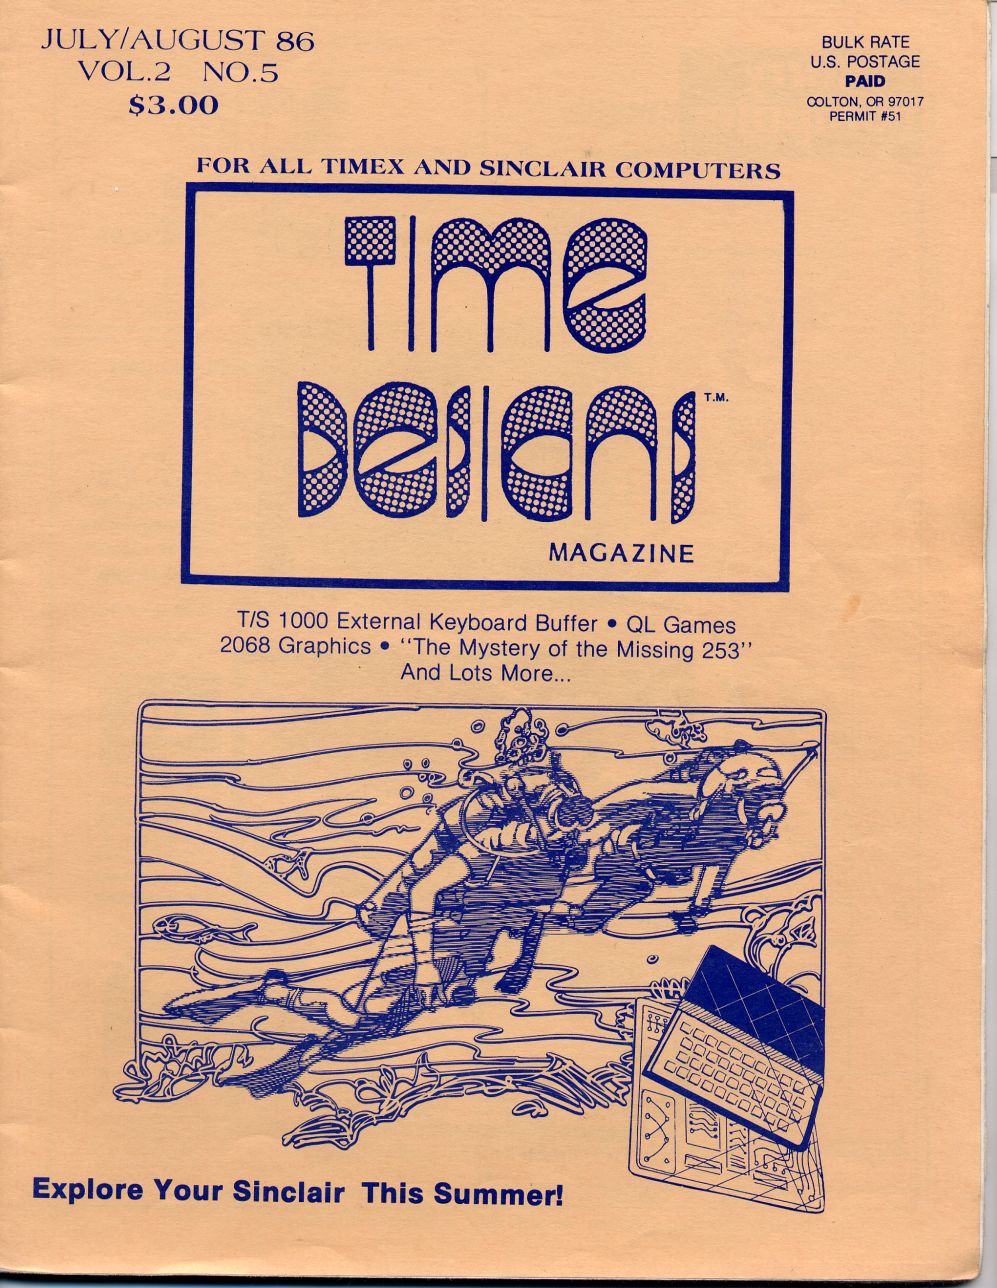 JULY/AUGUST 86
VOL.2 NO.5
$3.00
BULK RATE
U.S. POSTAGE
PAID
COLTON, OR 97017
PERMIT #51
FOR ALL TIMEX AND SINCLAIR COMPUTERS
TIME
DESIGNS
T.M.
MAGAZINE
T/S 1000 External Keyboard Buffer • QL Games
2068 Graphics • "The Mystery of the Missing 253"
And Lots More...
Explore Your Sinclair This Summer!